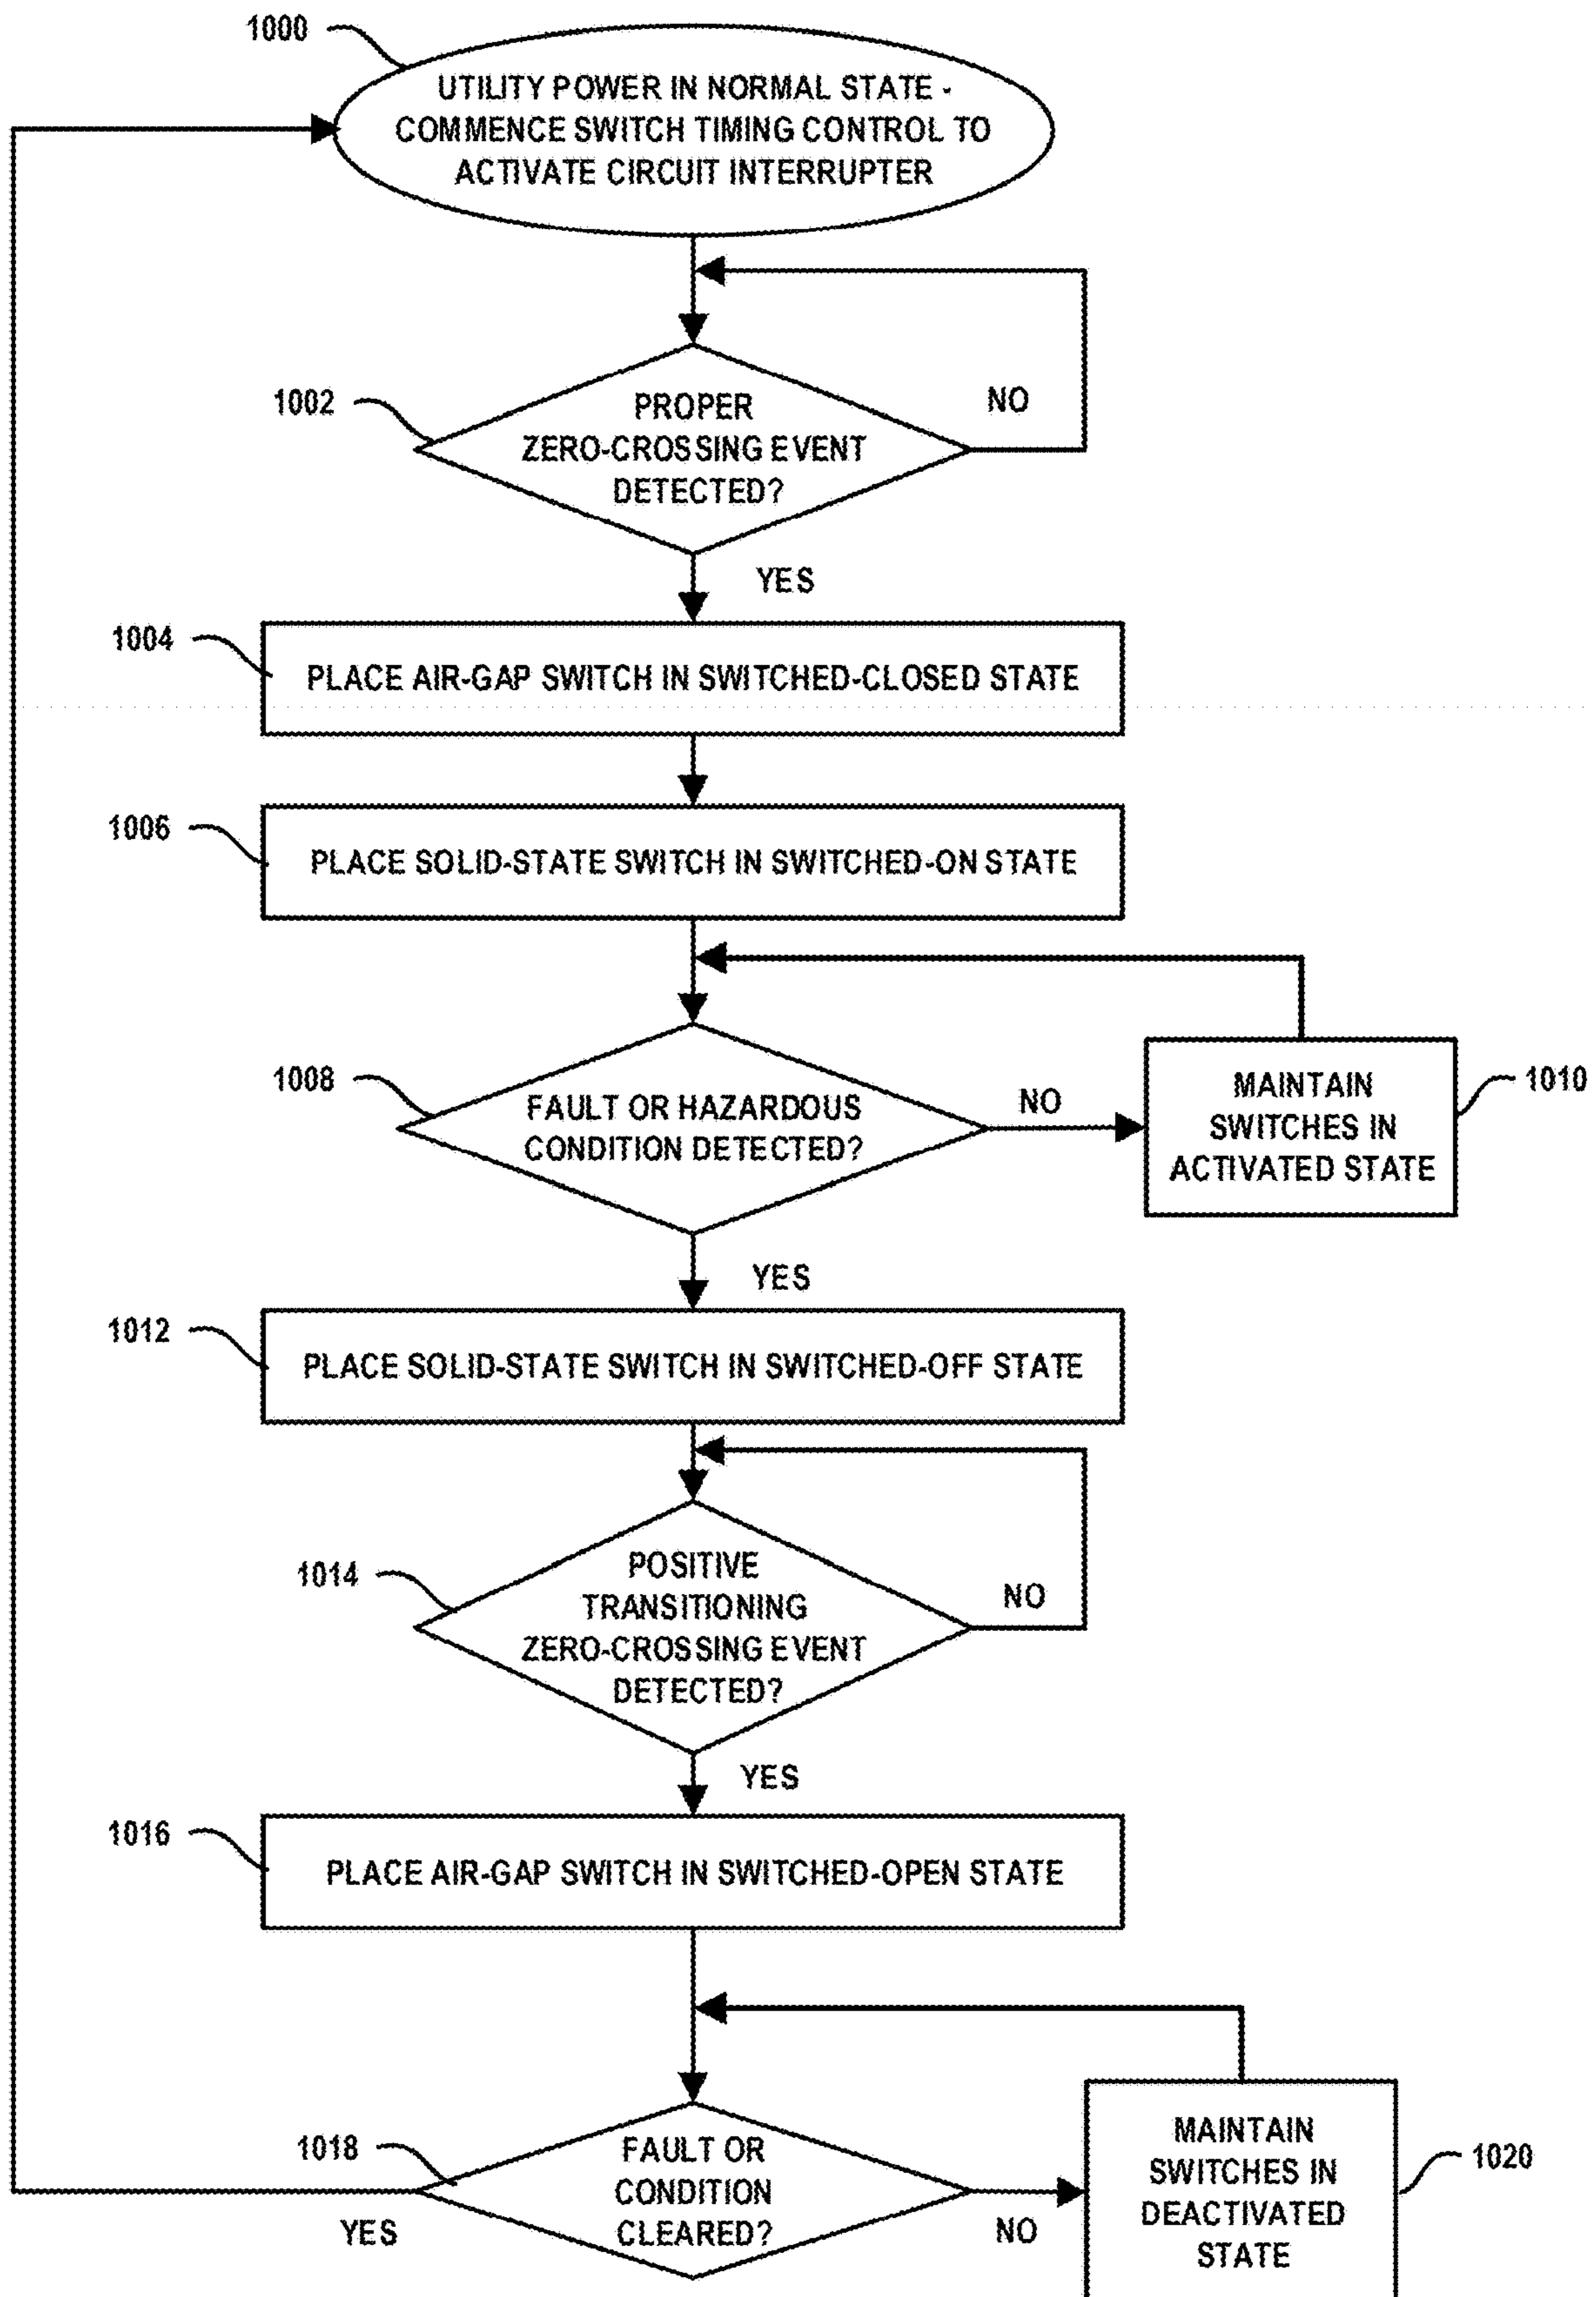 1000
UTILITY POWER IN NORMAL STATE -
COMMENCE SWITCH TIMING CONTROL TO
ACTIVATE CIRCUIT INTERRUPTER
1002
PROPER
ZERO-CROSSING EVENT
DETECTED?
NO
YES
1004
PLACE AIR-GAP SWITCH IN SWITCHED-CLOSED STATE
1006
PLACE SOLID-STATE SWITCH IN SWITCHED-ON STATE
1008
FAULT OR HAZARDOUS
CONDITION DETECTED?
NO
MAINTAIN
SWITCHES IN
ACTIVATED STATE
1010
YES
1012
PLACE SOLID-STATE SWITCH IN SWITCHED-OFF STATE
1014
POSITIVE
TRANSITIONING
ZERO-CROSSING EVENT
DETECTED?
NO
YES
1016
PLACE AIR-GAP SWITCH IN SWITCHED-OPEN STATE
1018
FAULT OR
CONDITION
CLEARED?
YES
NO
MAINTAIN
SWITCHES IN
DEACTIVATED
STATE
1020